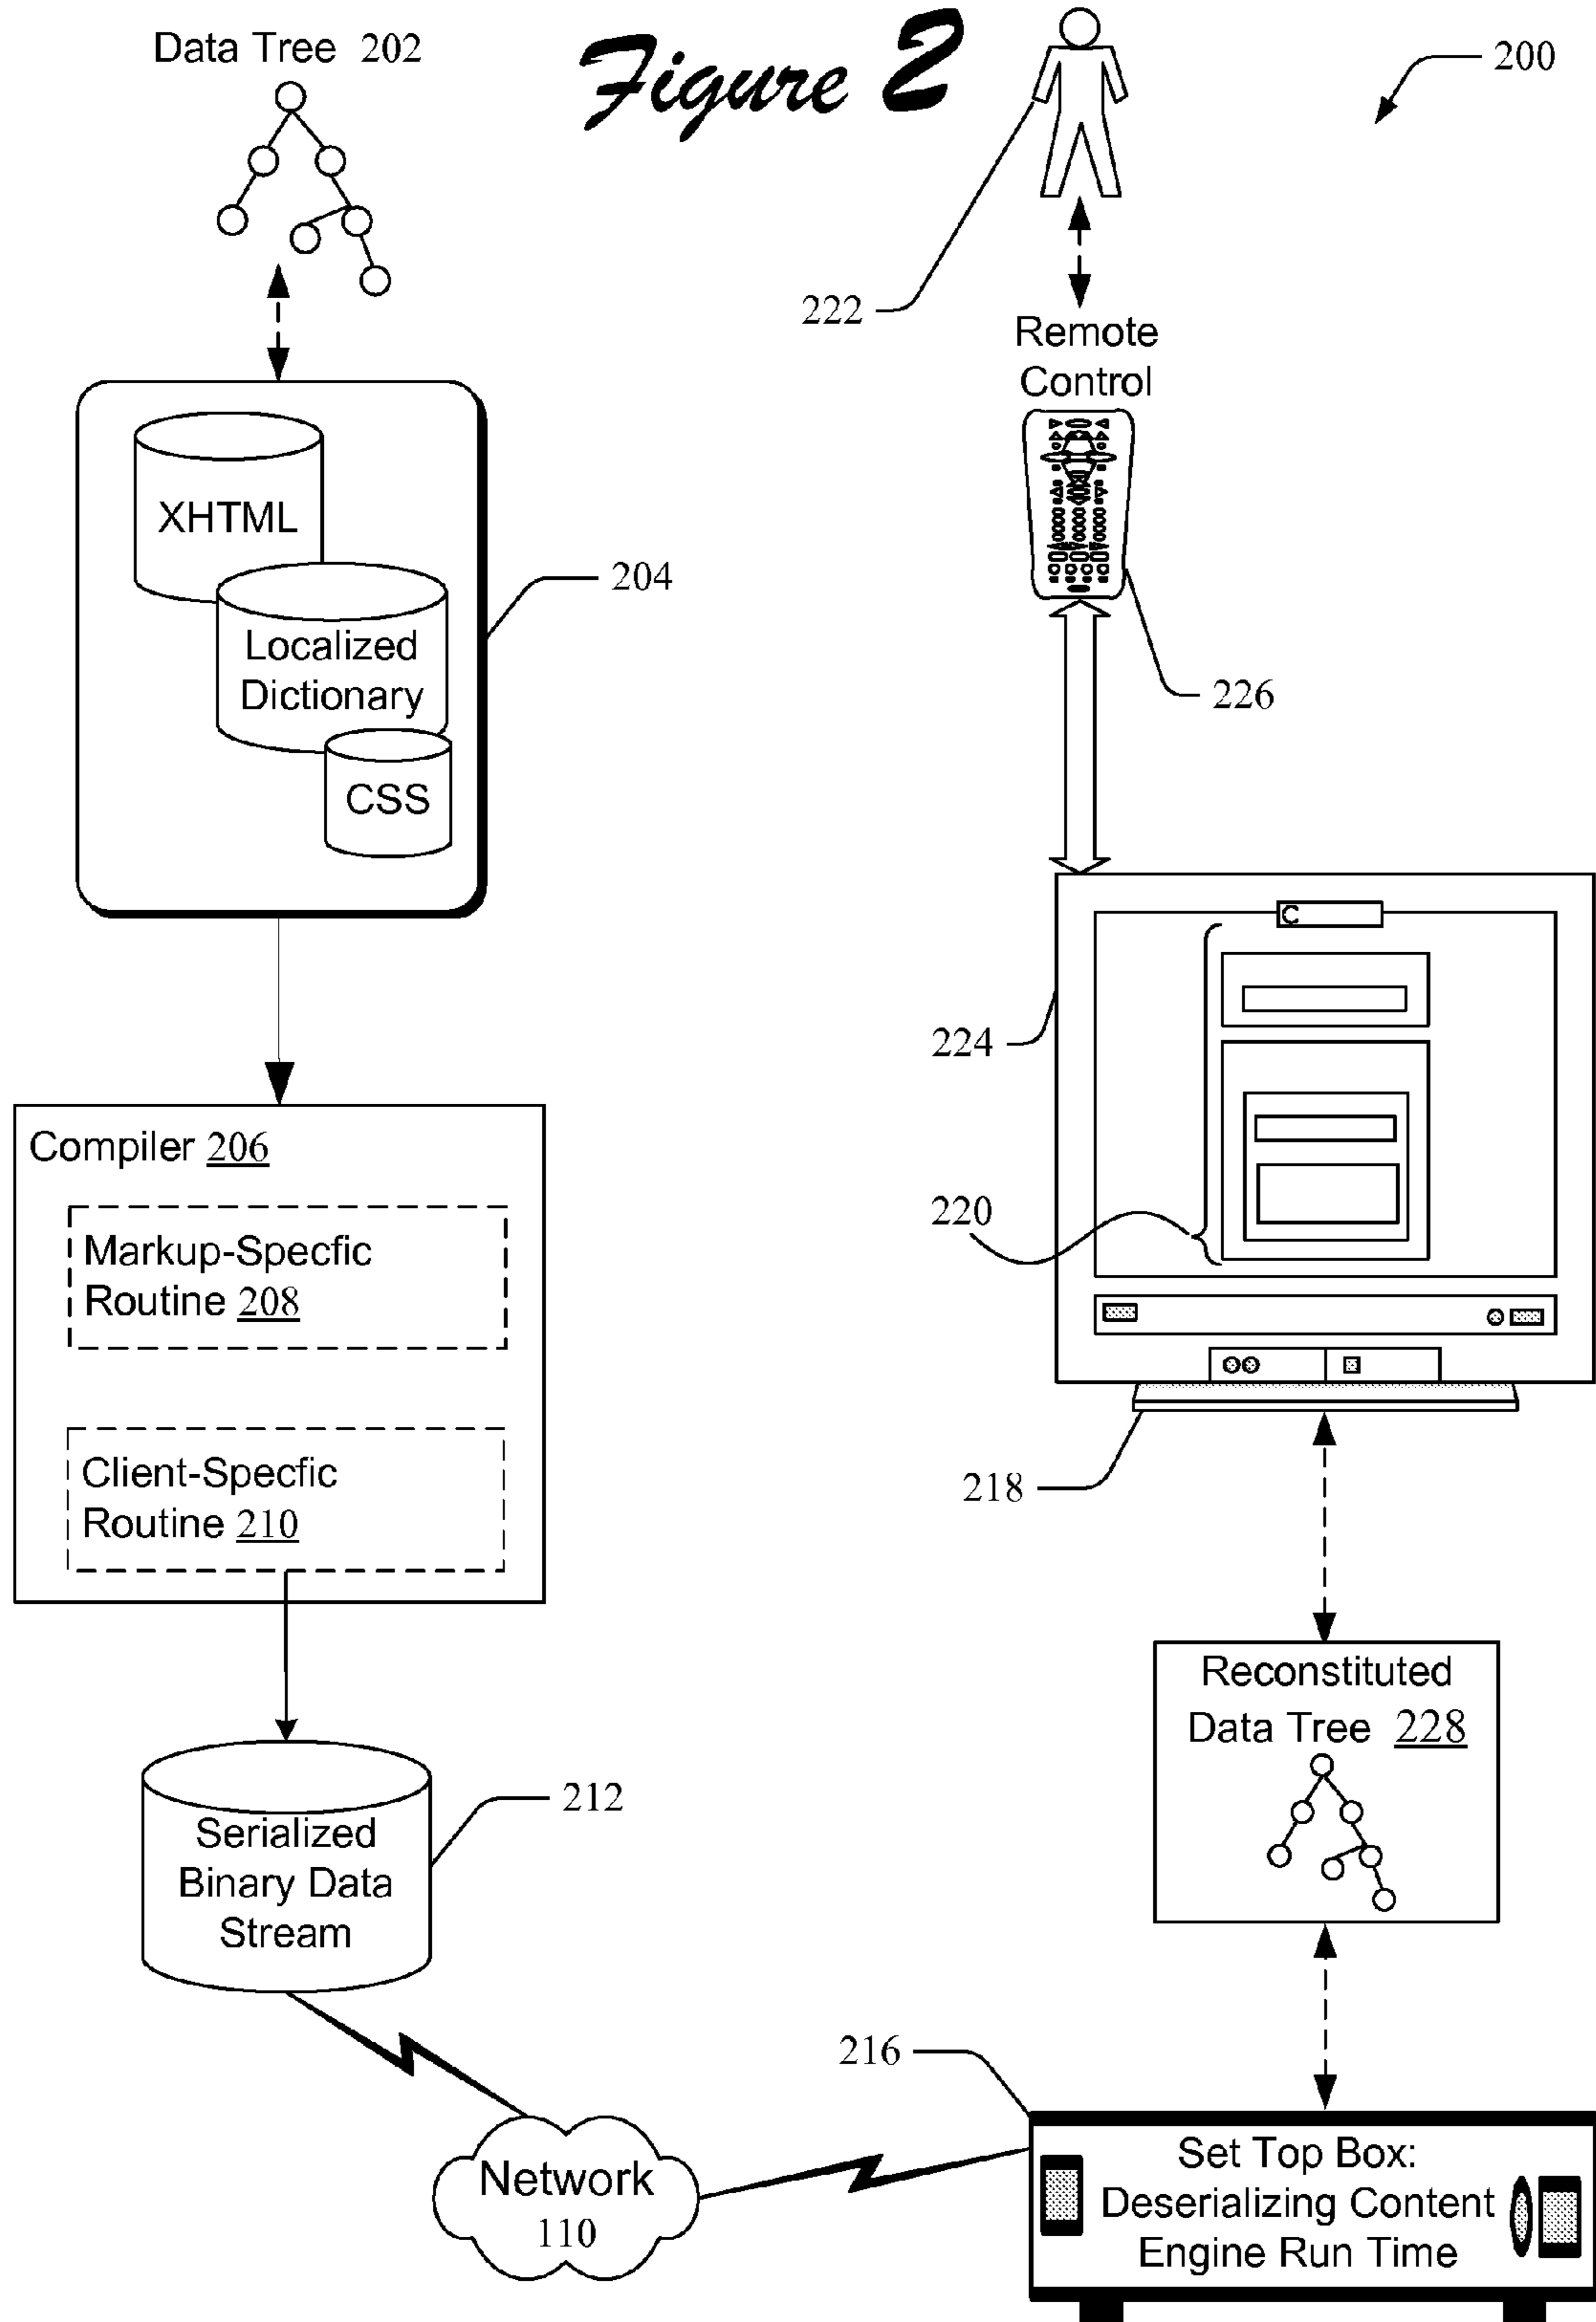 Data Tree 202
Figure 2
200
222
Remote
Control
XHTML
Localized
Dictionary
CSS
204
226
C
224
220
218
Compiler 206
Markup-Specfic
Routine 208
Client-Specfic
Routine 210
Serialized
Binary Data
Stream
212
Network
110
Reconstituted
Data Tree 228
216
Set Top Box:
Deserializing Content
Engine Run Time